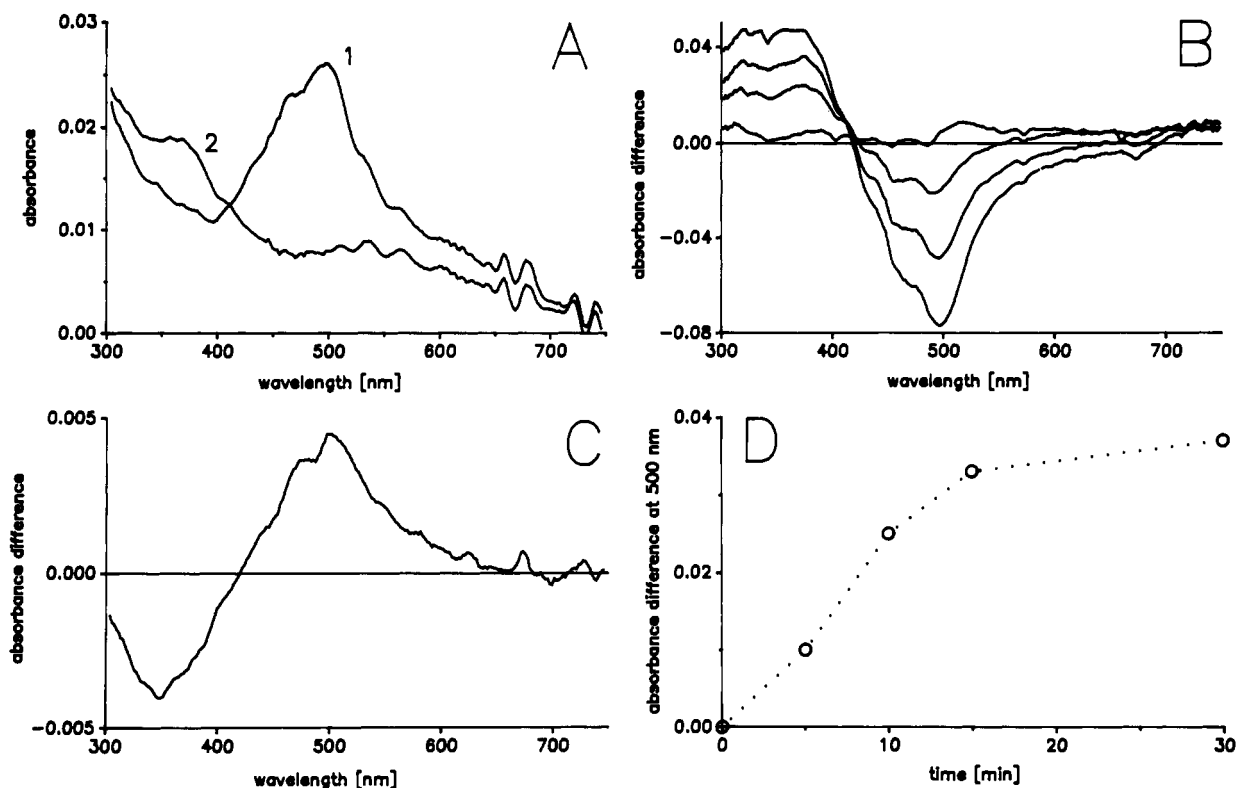 A
absorbance
0.03
0.02
0.01
0.00
1
2
300 400 500 600 700
wavelength [nm]
B
absorbance difference
0.04
0.00
−0.04
−0.08
300 400 500 600 700
wavelength [nm]
C
absorbance difference
0.005
0.000
−0.005
300 400 500 600 700
wavelength [nm]
D
absorbance difference at 500 nm
0.04
0.02
0.00
0 10 20 30
time [min]